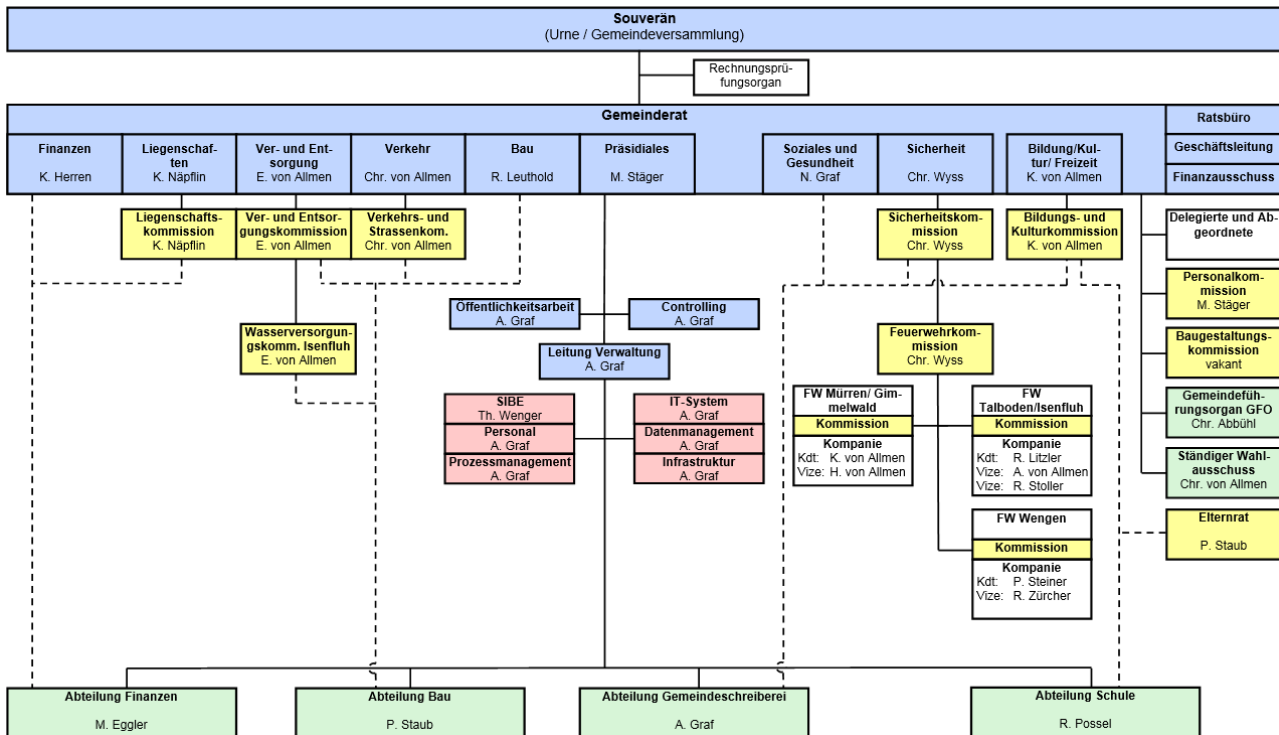 Souverän
(Urne / Gemeindeversammlung)
Rechnungsprü-
fungsorgan
Gemeinderat
Ratsbüro
Geschäftsleitung
Finanzausschuss
Finanzen
K. Herren
Liegenschaf-
ten
K. Näpflin
Ver- und Ent-
sorgung
E. von Allmen
Verkehr
Chr. von Allmen
Bau
R. Leuthold
Präsidiales
M. Stäger
Soziales und
Gesundheit
N. Graf
Sicherheit
Chr. Wyss
Bildung/Kul-
tur/ Freizeit
K. von Allmen
Liegenschafts-
kommission
K. Näpflin
Ver- und Entsor-
gungskommission
E. von Allmen
Verkehrs- und
Strassenkom.
Chr. von Allmen
Sicherheitskom-
mission
Chr. Wyss
Bildungs- und
Kulturkommission
K. von Allmen
Delegierte und Ab-
geordnete
Personalkom-
mission
M. Stäger
Öffentlichkeitsarbeit
A. Graf
Controlling
A. Graf
Wasserversorgun-
gskomm. Isenfluh
E. von Allmen
Leitung Verwaltung
A. Graf
Feuerwehrkom-
mission
Chr. Wyss
Baugestaltungs-
kommission
vakant
SIBE
Th. Wenger
Personal
A. Graf
Prozessmanagement
A. Graf
IT-System
A. Graf
Datenmanagement
A. Graf
Infrastruktur
A. Graf
FW Mürren/ Gim-
melwald
Kommission
Kompanie
Kdt: K. von Allmen
Vize: H. von Allmen
FW
Talboden/Isenfluh
Kommission
Kompanie
Kdt: R. Litzler
Vize: A. von Allmen
Vize: R. Stoller
Gemeindefüh-
rungsorgan GFO
Chr. Abbühl
Ständiger Wahl-
ausschuss
Chr. von Allmen
FW Wengen
Kommission
Kompanie
Kdt: P. Steiner
Vize: R. Zürcher
Elternrat
P. Staub
Abteilung Finanzen
M. Eggler
Abteilung Bau
P. Staub
Abteilung Gemeindeschreiberei
A. Graf
Abteilung Schule
R. Possel